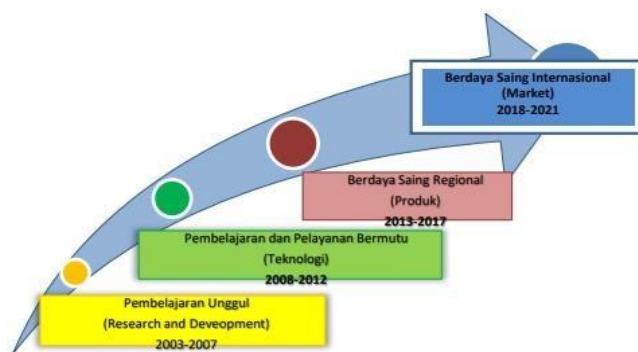 Berdaya Saing Internasional
(Market)
2018-2021
Berdaya Saing Regional
(Produk)
2013-2017
Pembelajaran dan Pelayanan Bermutu
(Teknologi)
2008-2012
Pembelajaran Unggul
(Research and Deveopment)
2003-2007